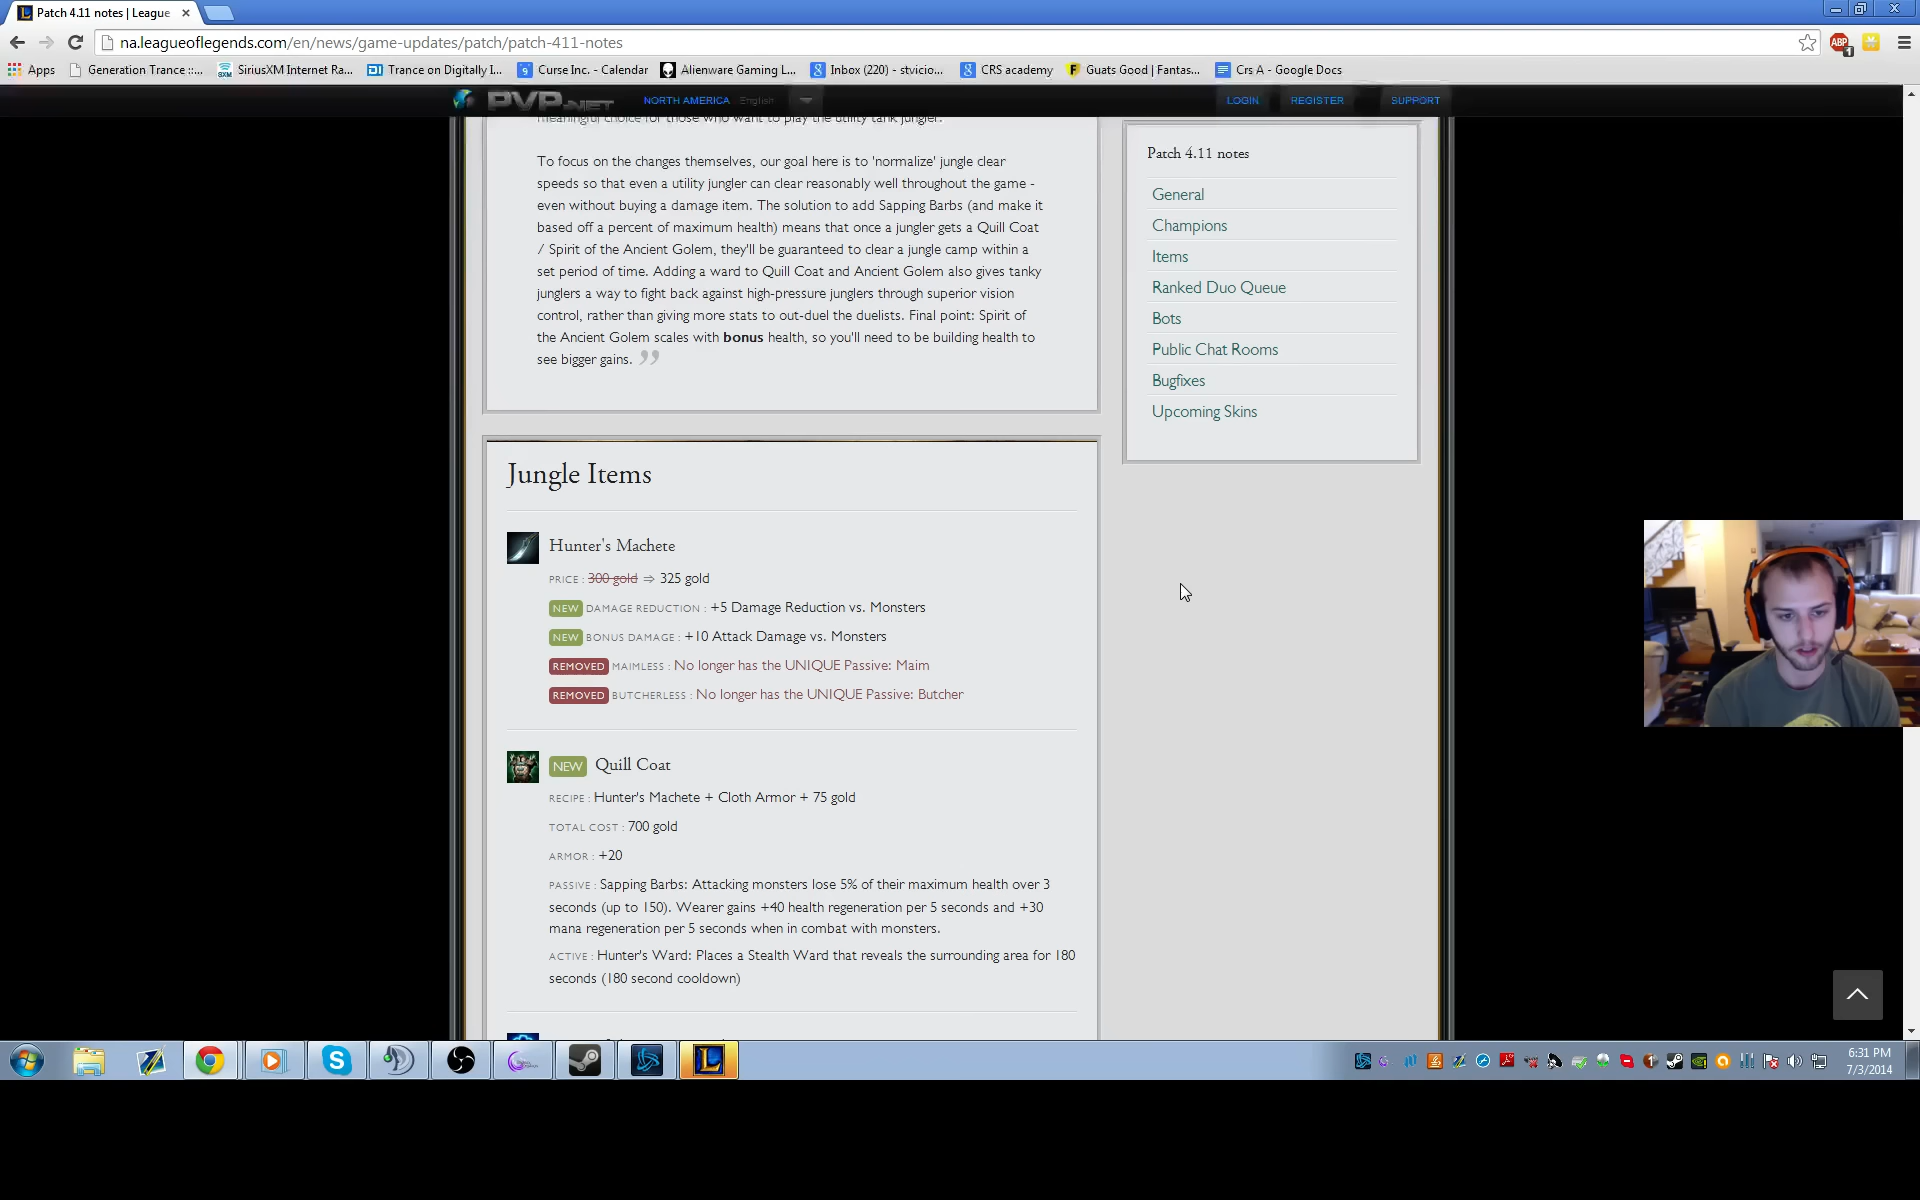 Patch 4.11 notes | League
na.leagueoflegends.com/en/news/game-updates/patch/patch-411-notes
Apps Generation Trance ::... SiriusXM Internet Ra... Trance on Digitally I... Curse Inc. - Calendar Alienware Gaming L... Inbox (220) - stvicio... CRS academy Guats Good | Fantas... Crs A - Google Docs
PVP.NET NORTH AMERICA English LOGIN REGISTER SUPPORT
meaningful choice for those who want to play the utility tank jungler.
To focus on the changes themselves, our goal here is to 'normalize' jungle clear
speeds so that even a utility jungler can clear reasonably well throughout the game -
even without buying a damage item. The solution to add Sapping Barbs (and make it
based off a percent of maximum health) means that once a jungler gets a Quill Coat
/ Spirit of the Ancient Golem, they'll be guaranteed to clear a jungle camp within a
set period of time. Adding a ward to Quill Coat and Ancient Golem also gives tanky
junglers a way to fight back against high-pressure junglers through superior vision
control, rather than giving more stats to out-duel the duelists. Final point: Spirit of
the Ancient Golem scales with bonus health, so you'll need to be building health to
see bigger gains. ”
Patch 4.11 notes
General
Champions
Items
Ranked Duo Queue
Bots
Public Chat Rooms
Bugfixes
Upcoming Skins
Jungle Items
Hunter's Machete
PRICE : 300 gold ⇒ 325 gold
NEW DAMAGE REDUCTION : +5 Damage Reduction vs. Monsters
NEW BONUS DAMAGE : +10 Attack Damage vs. Monsters
REMOVED MAIMLESS : No longer has the UNIQUE Passive: Maim
REMOVED BUTCHERLESS : No longer has the UNIQUE Passive: Butcher
NEW Quill Coat
RECIPE : Hunter's Machete + Cloth Armor + 75 gold
TOTAL COST : 700 gold
ARMOR : +20
PASSIVE : Sapping Barbs: Attacking monsters lose 5% of their maximum health over 3
seconds (up to 150). Wearer gains +40 health regeneration per 5 seconds and +30
mana regeneration per 5 seconds when in combat with monsters.
ACTIVE : Hunter's Ward: Places a Stealth Ward that reveals the surrounding area for 180
seconds (180 second cooldown)
6:31 PM
7/3/2014